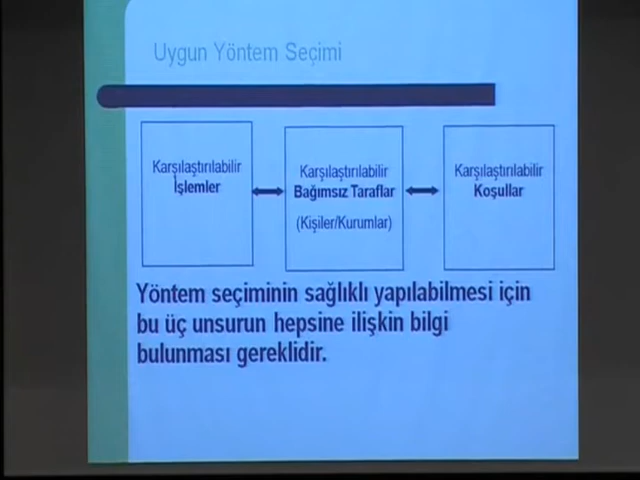 Uygun Yöntem Seçimi
Karşılaştırılabilir
İşlemler
Karşılaştırılabilir
Bağımsız Taraflar
(Kişiler/Kurumlar)
Karşılaştırılabilir
Koşullar
Yöntem seçiminin sağlıklı yapılabilmesi için
bu üç unsurun hepsine ilişkin bilgi
bulunması gereklidir.